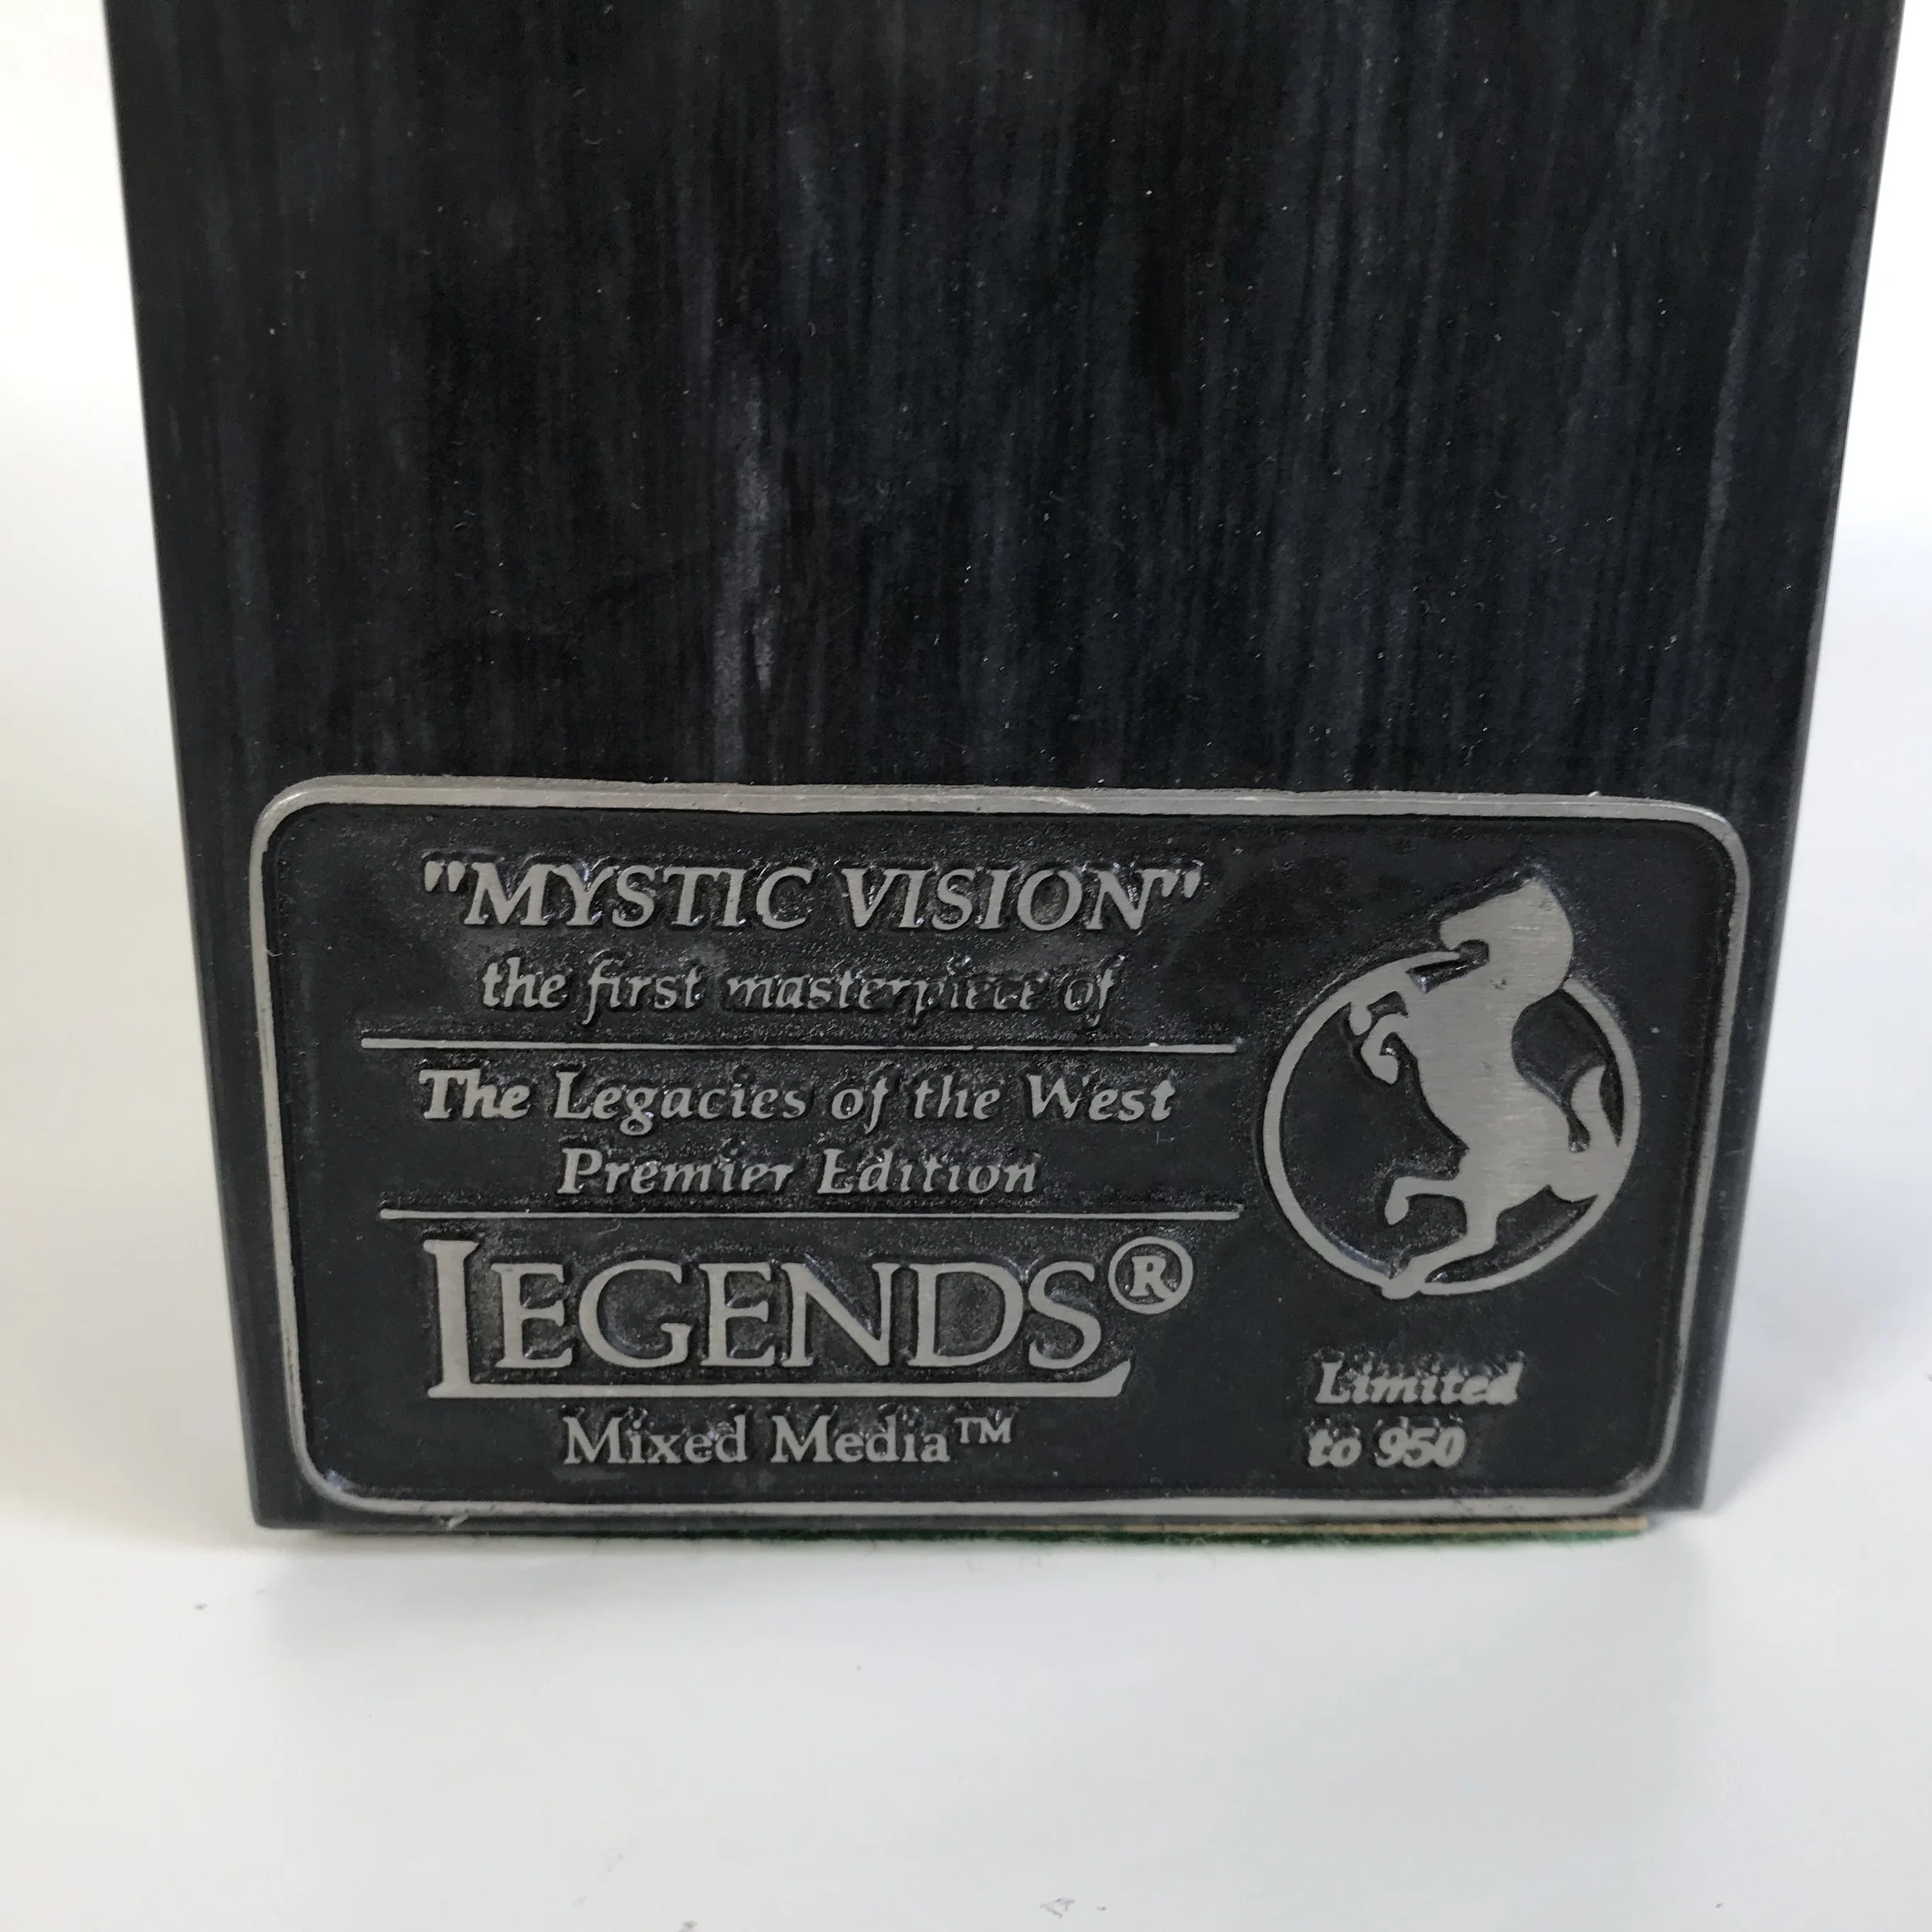 "MYSTIC VISION"
the first masterpiece of
The Legacies of the West
Premier Edition
LEGENDS®
Mixed Media™
Limited
to 950